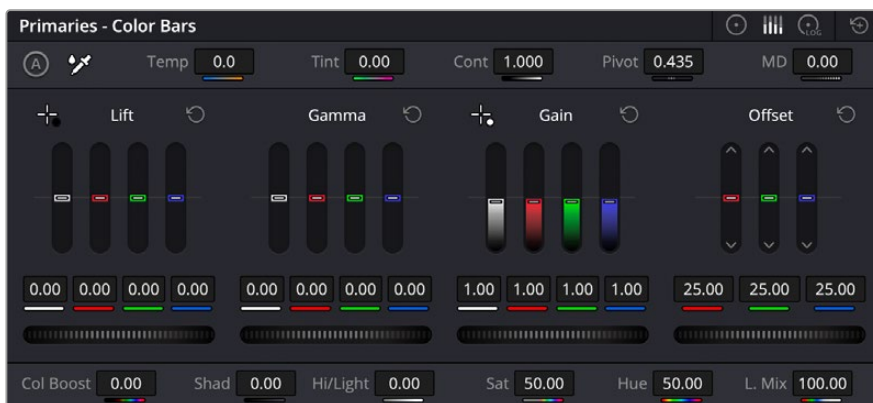 Primaries - Color Bars
LOG
A Temp 0.0 Tint 0.00 Cont 1.000 Pivot 0.435 MD 0.00
Lift Gamma Gain Offset
0.00 0.00 0.00 0.00 0.00 0.00 0.00 0.00 1.00 1.00 1.00 1.00 25.00 25.00 25.00
Col Boost 0.00 Shad 0.00 Hi/Light 0.00 Sat 50.00 Hue 50.00 L. Mix 100.00